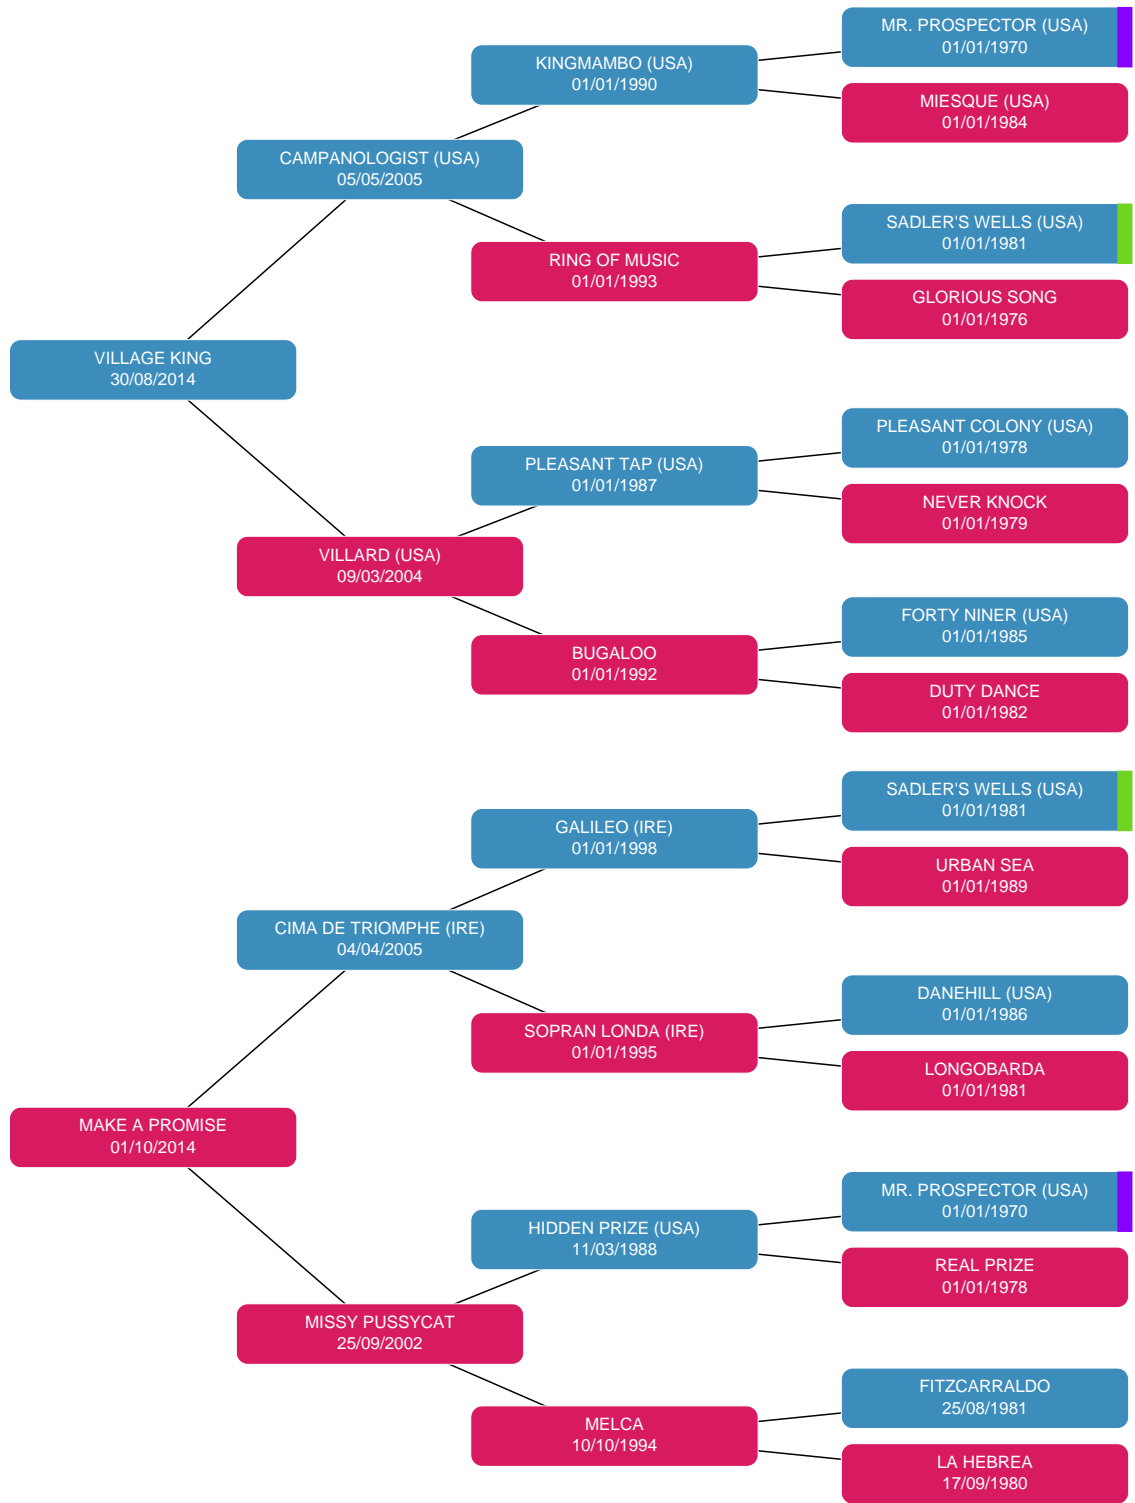 MR. PROSPECTOR (USA)
01/01/1970
KINGMAMBO (USA)
01/01/1990
MIESQUE (USA)
01/01/1984
CAMPANOLOGIST (USA)
05/05/2005
SADLER'S WELLS (USA)
01/01/1981
RING OF MUSIC
01/01/1993
GLORIOUS SONG
01/01/1976
VILLAGE KING
30/08/2014
PLEASANT COLONY (USA)
01/01/1978
PLEASANT TAP (USA)
01/01/1987
NEVER KNOCK
01/01/1979
VILLARD (USA)
09/03/2004
FORTY NINER (USA)
01/01/1985
BUGALOO
01/01/1992
DUTY DANCE
01/01/1982
SADLER'S WELLS (USA)
01/01/1981
GALILEO (IRE)
01/01/1998
URBAN SEA
01/01/1989
CIMA DE TRIOMPHE (IRE)
04/04/2005
DANEHILL (USA)
01/01/1986
SOPRAN LONDA (IRE)
01/01/1995
LONGOBARDA
01/01/1981
MAKE A PROMISE
01/10/2014
MR. PROSPECTOR (USA)
01/01/1970
HIDDEN PRIZE (USA)
11/03/1988
REAL PRIZE
01/01/1978
MISSY PUSSYCAT
25/09/2002
FITZCARRALDO
25/08/1981
MELCA
10/10/1994
LA HEBREA
17/09/1980